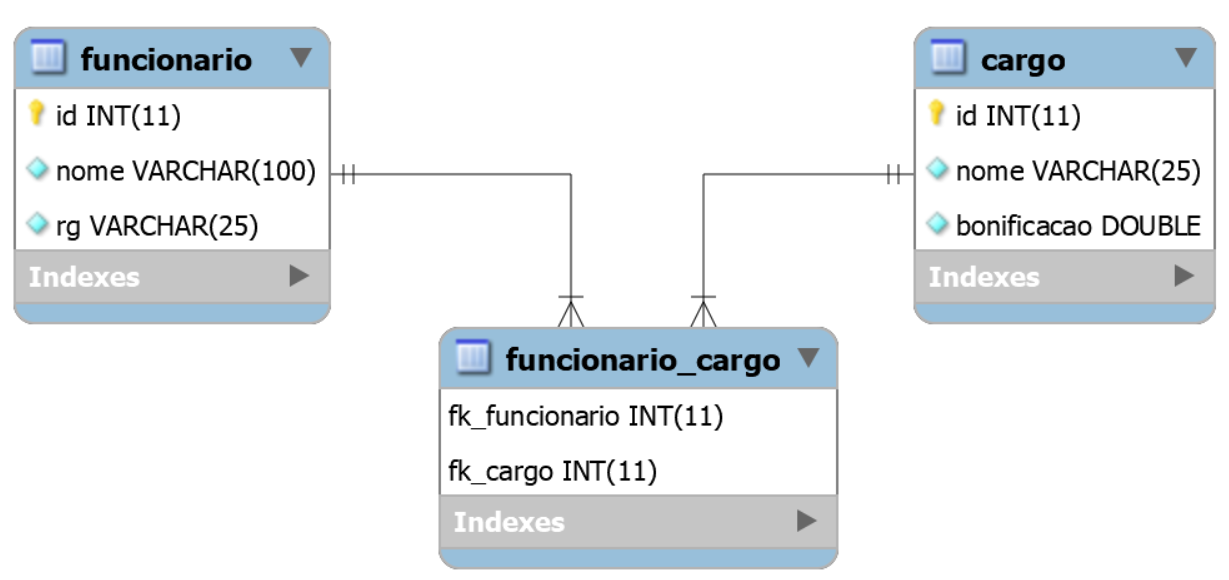 funcionario
id INT(11)
nome VARCHAR(100)
rg VARCHAR(25)
Indexes
cargo
id INT(11)
nome VARCHAR(25)
bonificacao DOUBLE
Indexes
funcionario_cargo
fk_funcionario INT(11)
fk_cargo INT(11)
Indexes